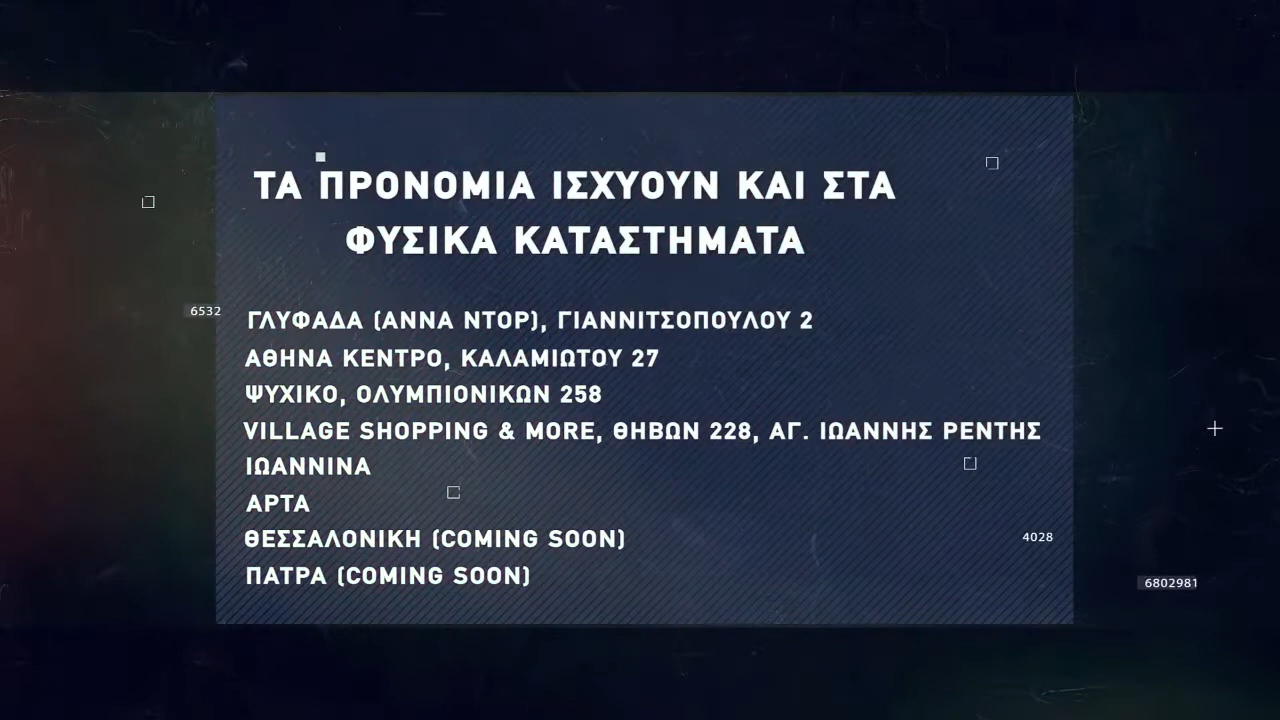 ΤΑ ΠΡΟΝΟΜΙΑ ΙΣΧΥΟΥΝ ΚΑΙ ΣΤΑ
ΦΥΣΙΚΑ ΚΑΤΑΣΤΗΜΑΤΑ
6532
ΓΛΥΦΑΔΑ (ΑΝΝΑ ΝΤΟΡ), ΓΙΑΝΝΙΤΣΟΠΟΥΛΟΥ 2
ΑΘΗΝΑ ΚΕΝΤΡΟ, ΚΑΛΑΜΙΩΤΟΥ 27
ΨΥΧΙΚΟ, ΟΛΥΜΠΙΟΝΙΚΩΝ 258
VILLAGE SHOPPING & MORE, ΘΗΒΩΝ 228, ΑΓ. ΙΩΑΝΝΗΣ ΡΕΝΤΗΣ
ΙΩΑΝΝΙΝΑ
ΑΡΤΑ
ΘΕΣΣΑΛΟΝΙΚΗ (COMING SOON)
4028
ΠΑΤΡΑ (COMING SOON)
6802981